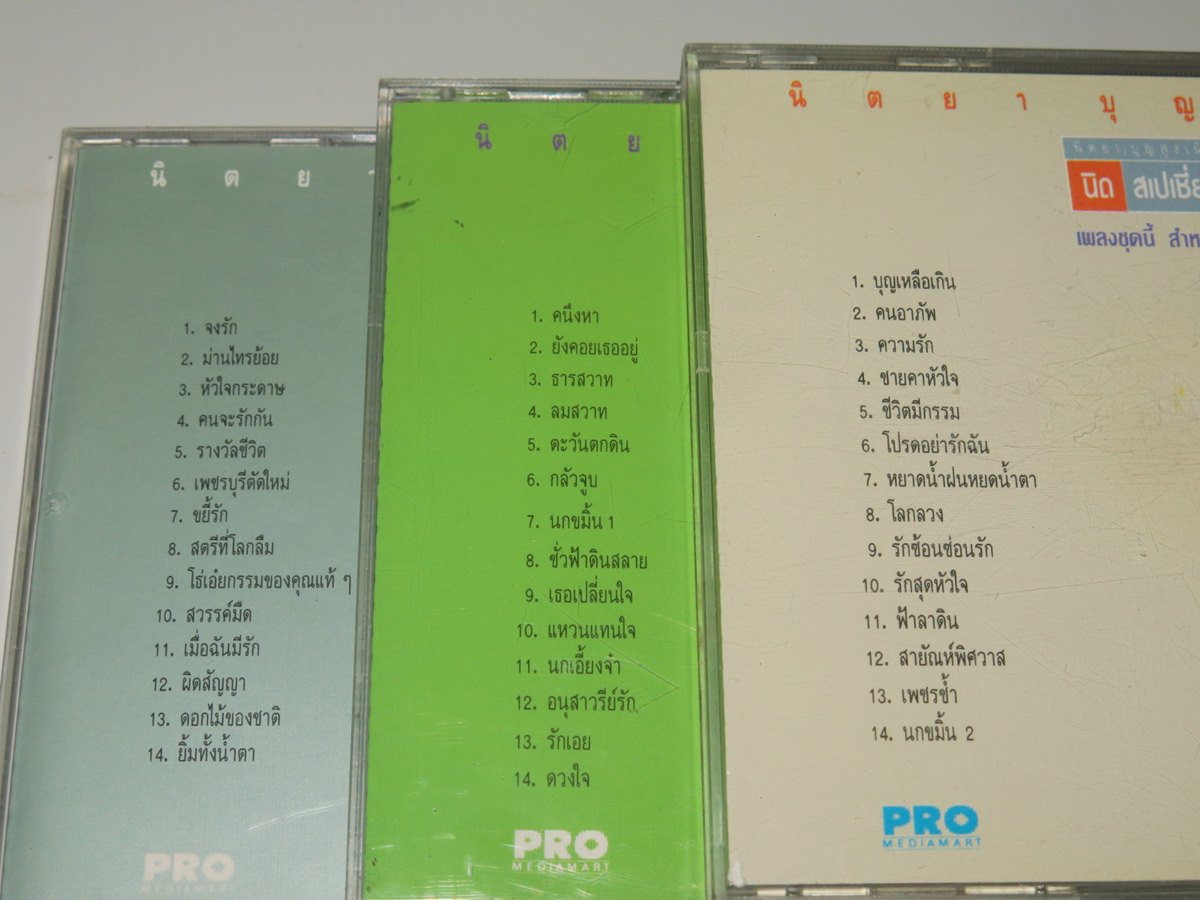 นิ ต ย
1. จงรัก
2. ม่านไทรย้อย
3. หัวใจกระดาษ
4. คนจะรักกัน
5. รางวัลชีวิต
6. เพชรบุรีตัดใหม่
7. ขยี้รัก
8. สตรีที่โลกลืม
9. โธ่เอ๋ยกรรมของคุณแท้ ๆ
10. สวรรค์มืด
11. เมื่อฉันมีรัก
12. ผิดสัญญา
13. ดอกไม้ของชาติ
14. ยิ้มทั้งน้ำตา
PRO
MEDIAMART
นิ ต ย
1. คนึงหา
2. ยังคอยเธออยู่
3. ธารสวาท
4. ลมสวาท
5. ตะวันตกดิน
6. กลัวจูบ
7. นกขมิ้น 1
8. ชั่วฟ้าดินสลาย
9. เธอเปลี่ยนใจ
10. แหวนแทนใจ
11. นกเอี้ยงจ๋า
12. อนุสาวรีย์รัก
13. รักเอย
14. ดวงใจ
PRO
MEDIAMART
นิ ต ย า บุ ญ
นิตยา บุญสูงเนิ
นิด สเปเชี่ย
เพลงชุดนี้ สำห
1. บุญเหลือเกิน
2. คนอาภัพ
3. ความรัก
4. ชายคาหัวใจ
5. ชีวิตมีกรรม
6. โปรดอย่ารักฉัน
7. หยาดน้ำฝนหยดน้ำตา
8. โลกลวง
9. รักซ้อนซ่อนรัก
10. รักสุดหัวใจ
11. ฟ้าลาดิน
12. สายัณห์พิศวาส
13. เพชรช้ำ
14. นกขมิ้น 2
PRO
MEDIAMART